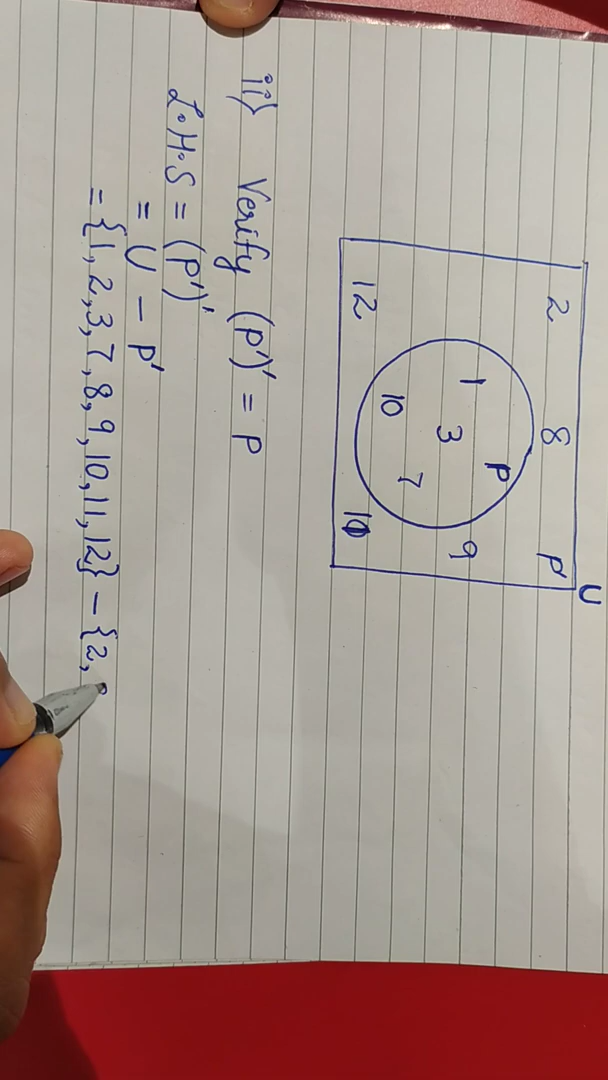 U
2 8 P'
P
1 3 9
10 7
12
ii) Verify (P')' = P
L.H.S = (P')'
= U - P'
= {1, 2, 3, 7, 8, 9, 10, 11, 12} - {2,